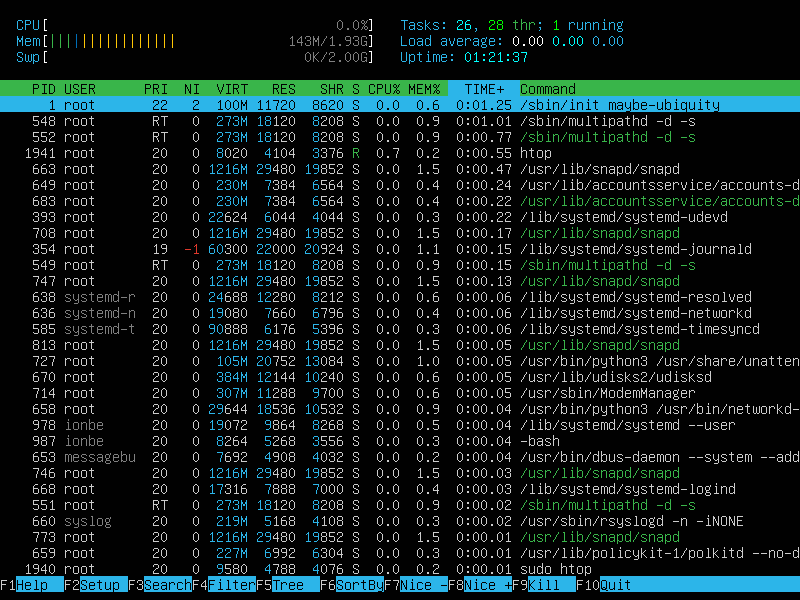 CPU[ 0.0%] Tasks: 26, 28 thr; 1 running
Mem[||||||||||||||||| 143M/1.93G] Load average: 0.00 0.00 0.00
Swp[ 0K/2.00G] Uptime: 01:21:37
PID USER PRI NI VIRT RES SHR S CPU% MEM% TIME+ Command
1 root 22 2 100M 11720 8620 S 0.0 0.6 0:01.25 /sbin/init maybe-ubiquity
548 root RT 0 273M 18120 8208 S 0.0 0.9 0:01.01 /sbin/multipathd -d -s
552 root RT 0 273M 18120 8208 S 0.0 0.9 0:00.77 /sbin/multipathd -d -s
1941 root 20 0 8020 4104 3376 R 0.7 0.2 0:00.55 htop
663 root 20 0 1216M 29480 19852 S 0.0 1.5 0:00.47 /usr/lib/snapd/snapd
649 root 20 0 230M 7384 6564 S 0.0 0.4 0:00.24 /usr/lib/accountsservice/accounts-d
683 root 20 0 230M 7384 6564 S 0.0 0.4 0:00.22 /usr/lib/accountsservice/accounts-d
393 root 20 0 22624 6044 4044 S 0.0 0.3 0:00.22 /lib/systemd/systemd-udevd
708 root 20 0 1216M 29480 19852 S 0.0 1.5 0:00.17 /usr/lib/snapd/snapd
354 root 19 -1 60300 22000 20924 S 0.0 1.1 0:00.15 /lib/systemd/systemd-journald
549 root RT 0 273M 18120 8208 S 0.0 0.9 0:00.15 /sbin/multipathd -d -s
747 root 20 0 1216M 29480 19852 S 0.0 1.5 0:00.13 /usr/lib/snapd/snapd
638 systemd-r 20 0 24688 12280 8212 S 0.0 0.6 0:00.06 /lib/systemd/systemd-resolved
636 systemd-n 20 0 19080 7660 6796 S 0.0 0.4 0:00.06 /lib/systemd/systemd-networkd
585 systemd-t 20 0 90888 6176 5396 S 0.0 0.3 0:00.06 /lib/systemd/systemd-timesyncd
813 root 20 0 1216M 29480 19852 S 0.0 1.5 0:00.05 /usr/lib/snapd/snapd
727 root 20 0 105M 20752 13084 S 0.0 1.0 0:00.05 /usr/bin/python3 /usr/share/unatten
670 root 20 0 384M 12144 10240 S 0.0 0.6 0:00.05 /usr/lib/udisks2/udisksd
714 root 20 0 307M 11288 9700 S 0.0 0.6 0:00.05 /usr/sbin/ModemManager
658 root 20 0 29644 18536 10532 S 0.0 0.9 0:00.05 /usr/bin/python3 /usr/bin/networkd-
978 ionbe 20 0 19072 9864 8268 S 0.0 0.5 0:00.04 /lib/systemd/systemd --user
987 ionbe 20 0 8264 5268 3556 S 0.0 0.3 0:00.04 -bash
653 messagebu 20 0 7692 4908 4032 S 0.0 0.2 0:00.04 /usr/bin/dbus-daemon --system --add
746 root 20 0 1216M 29480 19852 S 0.0 1.5 0:00.03 /usr/lib/snapd/snapd
668 root 20 0 17316 7888 7000 S 0.0 0.4 0:00.03 /lib/systemd/systemd-logind
551 root RT 0 273M 18120 8208 S 0.0 0.9 0:00.02 /sbin/multipathd -d -s
660 syslog 20 0 219M 5168 4108 S 0.0 0.3 0:00.02 /usr/sbin/rsyslogd -n -iNONE
773 root 20 0 1216M 29480 19852 S 0.0 1.5 0:00.01 /usr/lib/snapd/snapd
659 root 20 0 227M 6992 6304 S 0.0 0.3 0:00.01 /usr/lib/policykit-1/polkitd --no-d
1940 root 20 0 9580 4788 4076 S 0.0 0.2 0:00.01 sudo htop
F1Help F2Setup F3SearchF4FilterF5Tree F6SortByF7Nice -F8Nice +F9Kill F10Quit